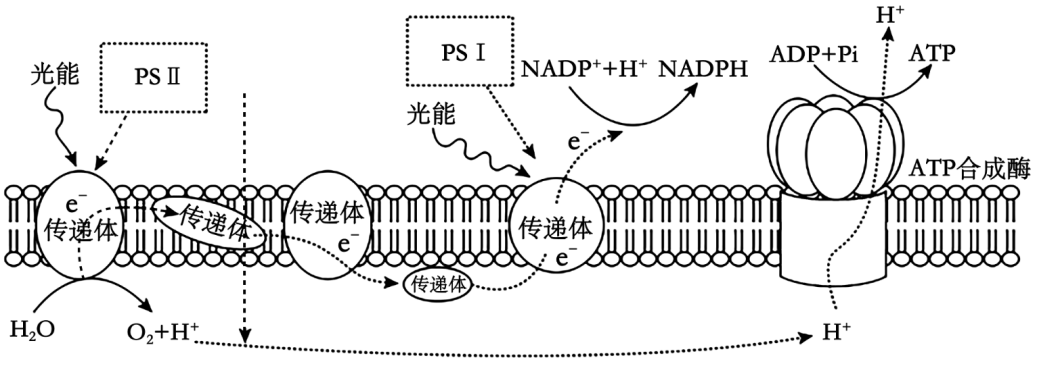 光能
PS Ⅱ
PS Ⅰ
光能
NADP⁺+H⁺ NADPH
e⁻
H⁺
ADP+Pi
ATP
ATP合成酶
e⁻
传递体
传递体
传递体
e⁻
传递体
传递体
e⁻
H₂O
O₂+H⁺
H⁺